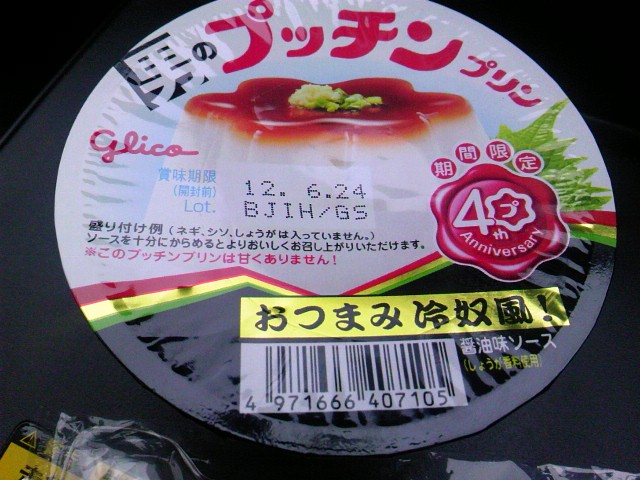 男の
プッチンプリン
Glico
期間限定
40th
プ
Anniversary
賞味期限
(開封前)
Lot.
12. 6.24
BJIH/GS
盛り付け例(ネギ、シソ、しょうがは入っていません。)
ソースを十分にからめるとよりおいしくお召し上がりいただけます。
※このプッチンプリンは甘くありません!
おつまみ冷奴風!
醤油味ソース
(しょうが香料使用)
4 971666 407105